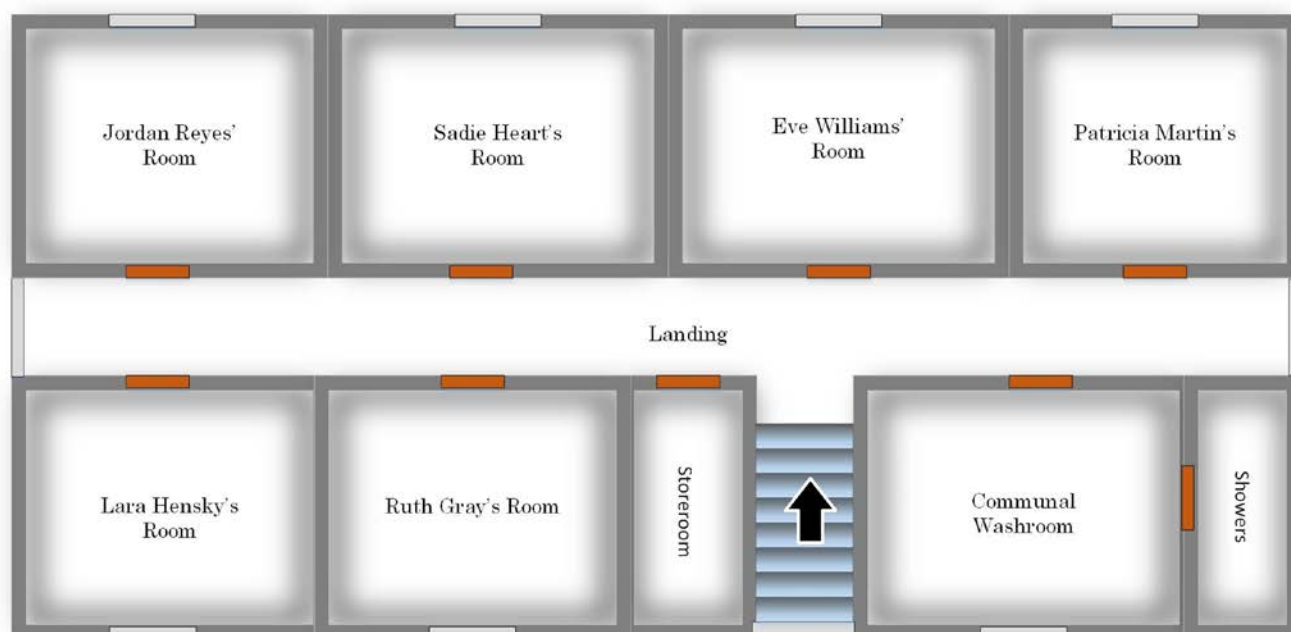 Jordan Reyes'
Room
Sadie Heart's
Room
Eve Williams'
Room
Patricia Martin's
Room
Landing
Lara Hensky's
Room
Ruth Gray's Room
Storeroom
Communal
Washroom
Showers